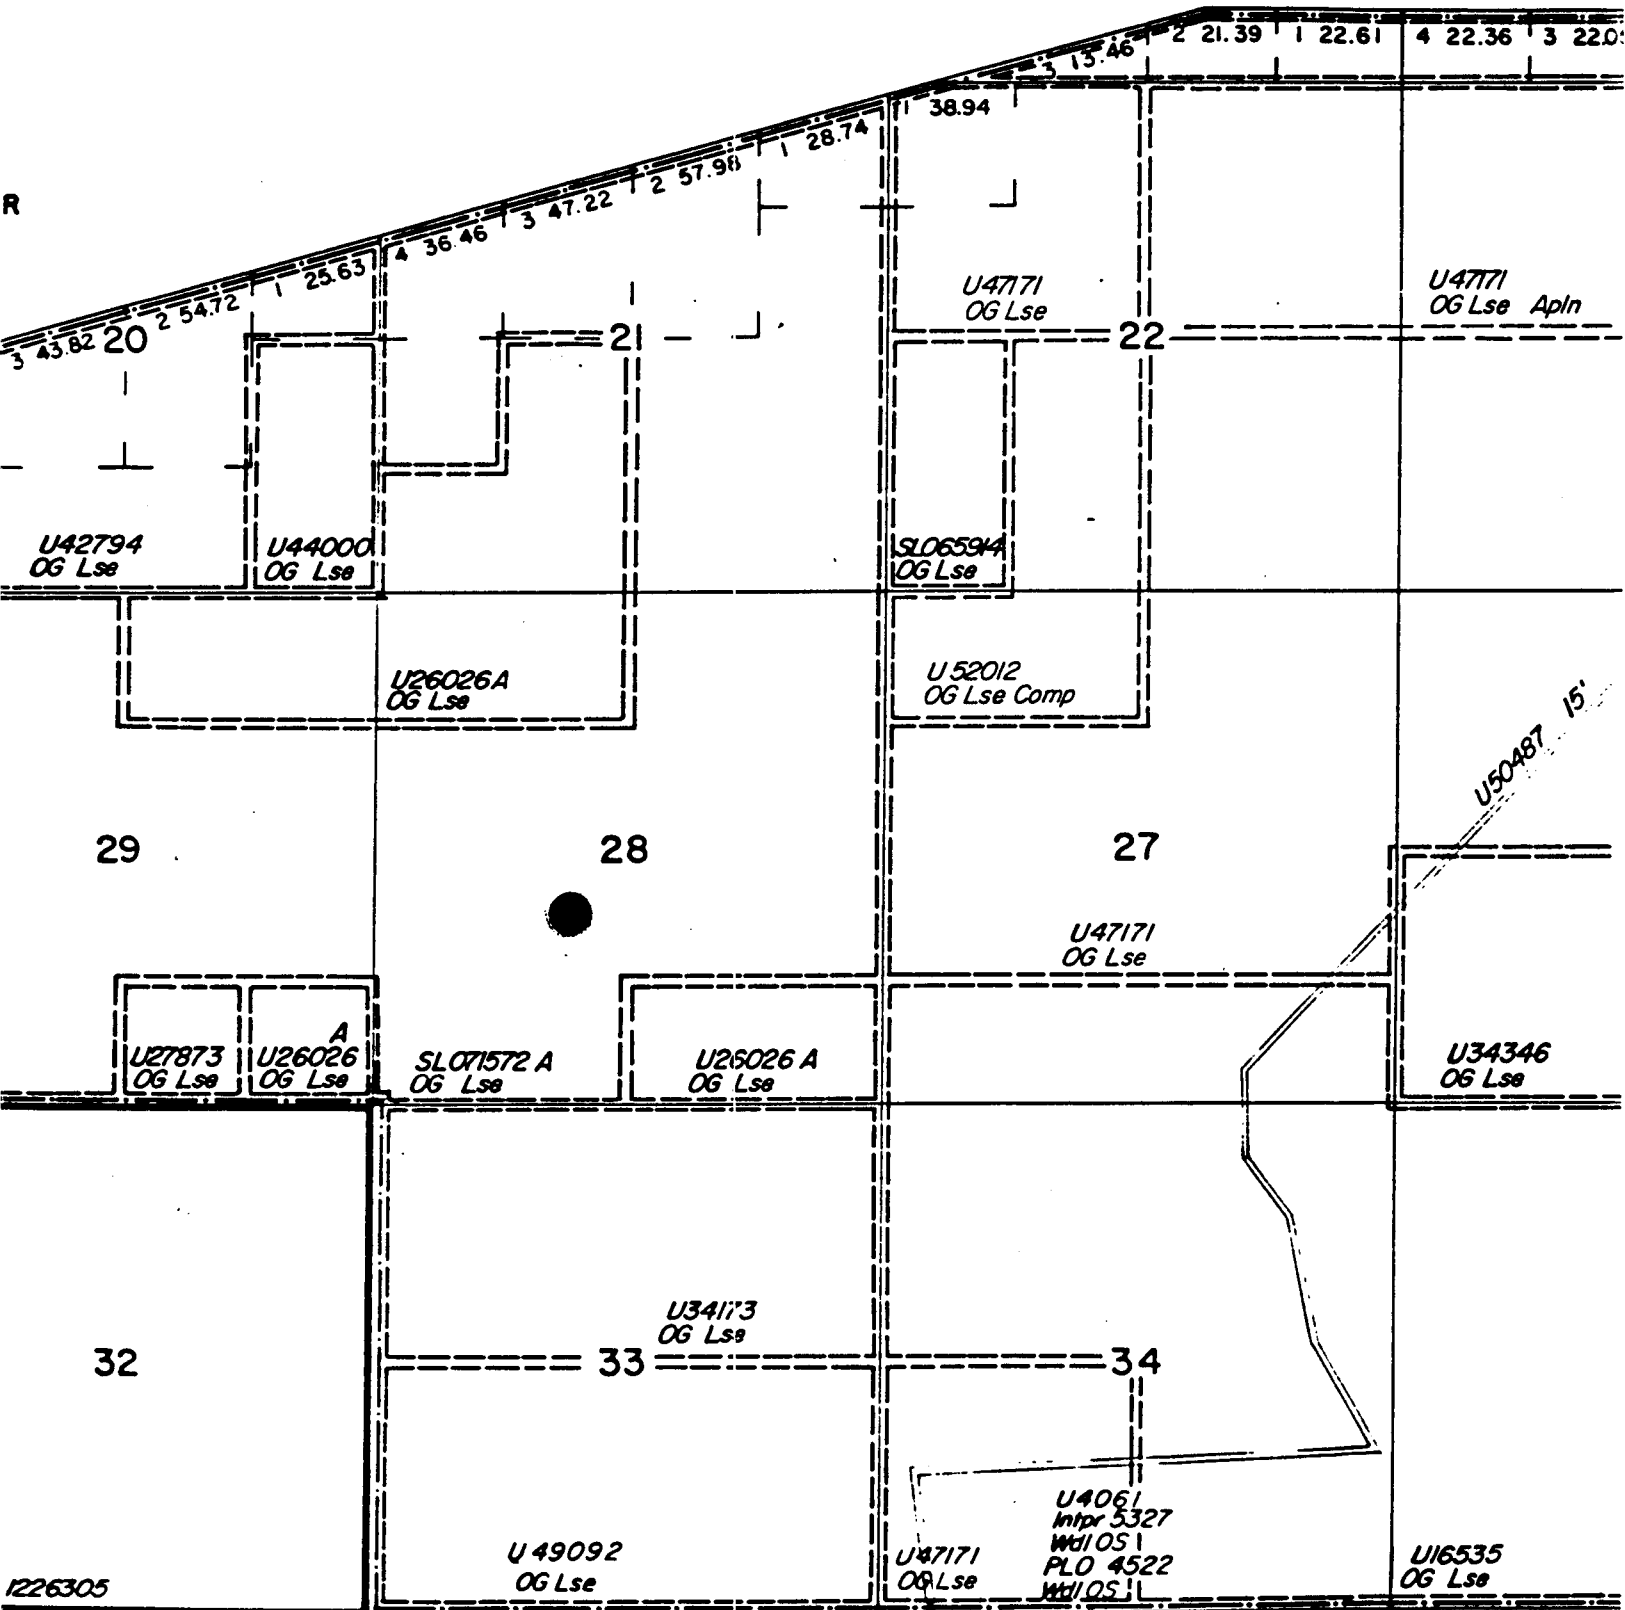 2 21.39 1 22.61 4 22.36 3 22.0
3 13.46
1 38.94
1 28.74
2 57.98
3 47.22
4 36.46
1 25.63
2 54.72
3 43.82
R
U47171
OG Lse
U47171
OG Lse Apln
20
21
22
U42794
OG Lse
U44000
OG Lse
SL065914
OG Lse
U26026A
OG Lse
U52012
OG Lse Comp
U50487 15'
29
28
27
U47171
OG Lse
U27873
OG Lse
A
U26026
OG Lse
SL071572 A
OG Lse
U26026 A
OG Lse
U34346
OG Lse
U34173
OG Lse
32
33
34
U4061
Intpr 5327
Wdl OS
PLO 4522
Wdl OS
U49092
OG Lse
U47171
OG Lse
U16535
OG Lse
1226305